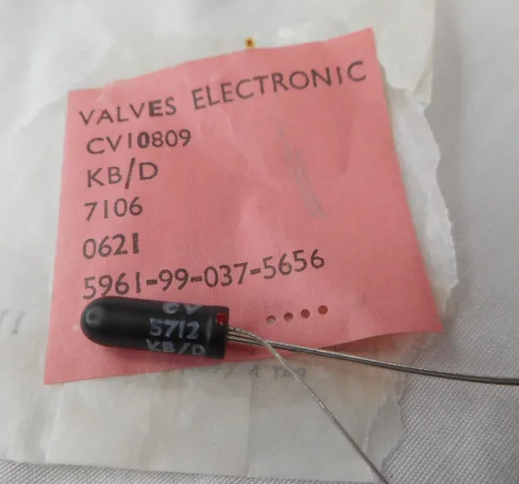 VALVES ELECTRONIC
CV10809
KB/D
7106
0621
5961-99-037-5656
CV
5712
KB/D